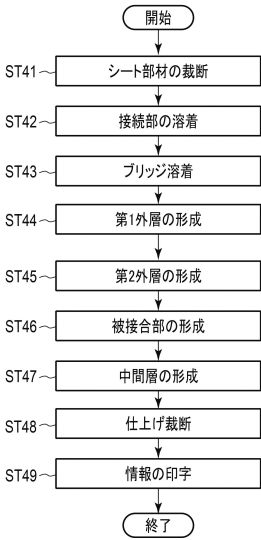 開始
ST41 シート部材の裁断
ST42 接続部の溶着
ST43 ブリッジ溶着
ST44 第1外層の形成
ST45 第2外層の形成
ST46 被接合部の形成
ST47 中間層の形成
ST48 仕上げ裁断
ST49 情報の印字
終了